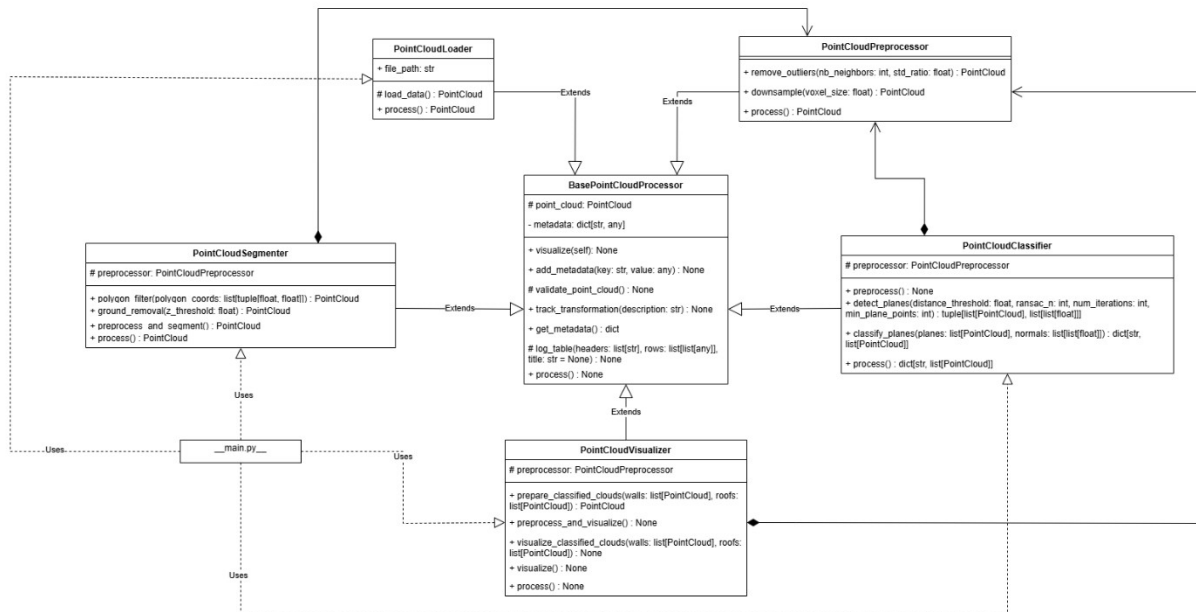 PointCloudLoader
+ file_path: str
# load_data() : PointCloud
+ process() : PointCloud
PointCloudPreprocessor
+ remove_outliers(nb_neighbors: int, std_ratio: float) : PointCloud
+ downsample(voxel_size: float) : PointCloud
+ process() : PointCloud
Extends
Extends
BasePointCloudProcessor
# point_cloud: PointCloud
- metadata: dict[str, any]
+ visualize(self): None
+ add_metadata(key: str, value: any) : None
# validate_point_cloud() : None
+ track_transformation(description: str) : None
+ get_metadata() : dict
# log_table(headers: list[str], rows: list[list[any]],
title: str = None) : None
+ process() : None
PointCloudSegmenter
# preprocessor: PointCloudPreprocessor
+ polygon_filter(polygon_coords: list[tuple[float, float]]) : PointCloud
+ ground_removal(z_threshold: float) : PointCloud
+ preprocess_and_segment() : PointCloud
+ process() : PointCloud
Extends
PointCloudClassifier
# preprocessor: PointCloudPreprocessor
+ preprocess() : None
+ detect_planes(distance_threshold: float, ransac_n: int, num_iterations: int,
min_plane_points: int) : tuple[list[PointCloud], list[list[float]]]
+ classify_planes(planes: list[PointCloud], normals: list[list[float]]) : dict[str,
list[PointCloud]]
+ process() : dict[str, list[PointCloud]]
Extends
Extends
Uses
Uses
__main.py__
Uses
Uses
PointCloudVisualizer
# preprocessor: PointCloudPreprocessor
+ prepare_classified_clouds(walls: list[PointCloud], roofs:
list[PointCloud]) : PointCloud
+ preprocess_and_visualize() : None
+ visualize_classified_clouds(walls: list[PointCloud], roofs:
list[PointCloud]) : None
+ visualize() : None
+ process() : None